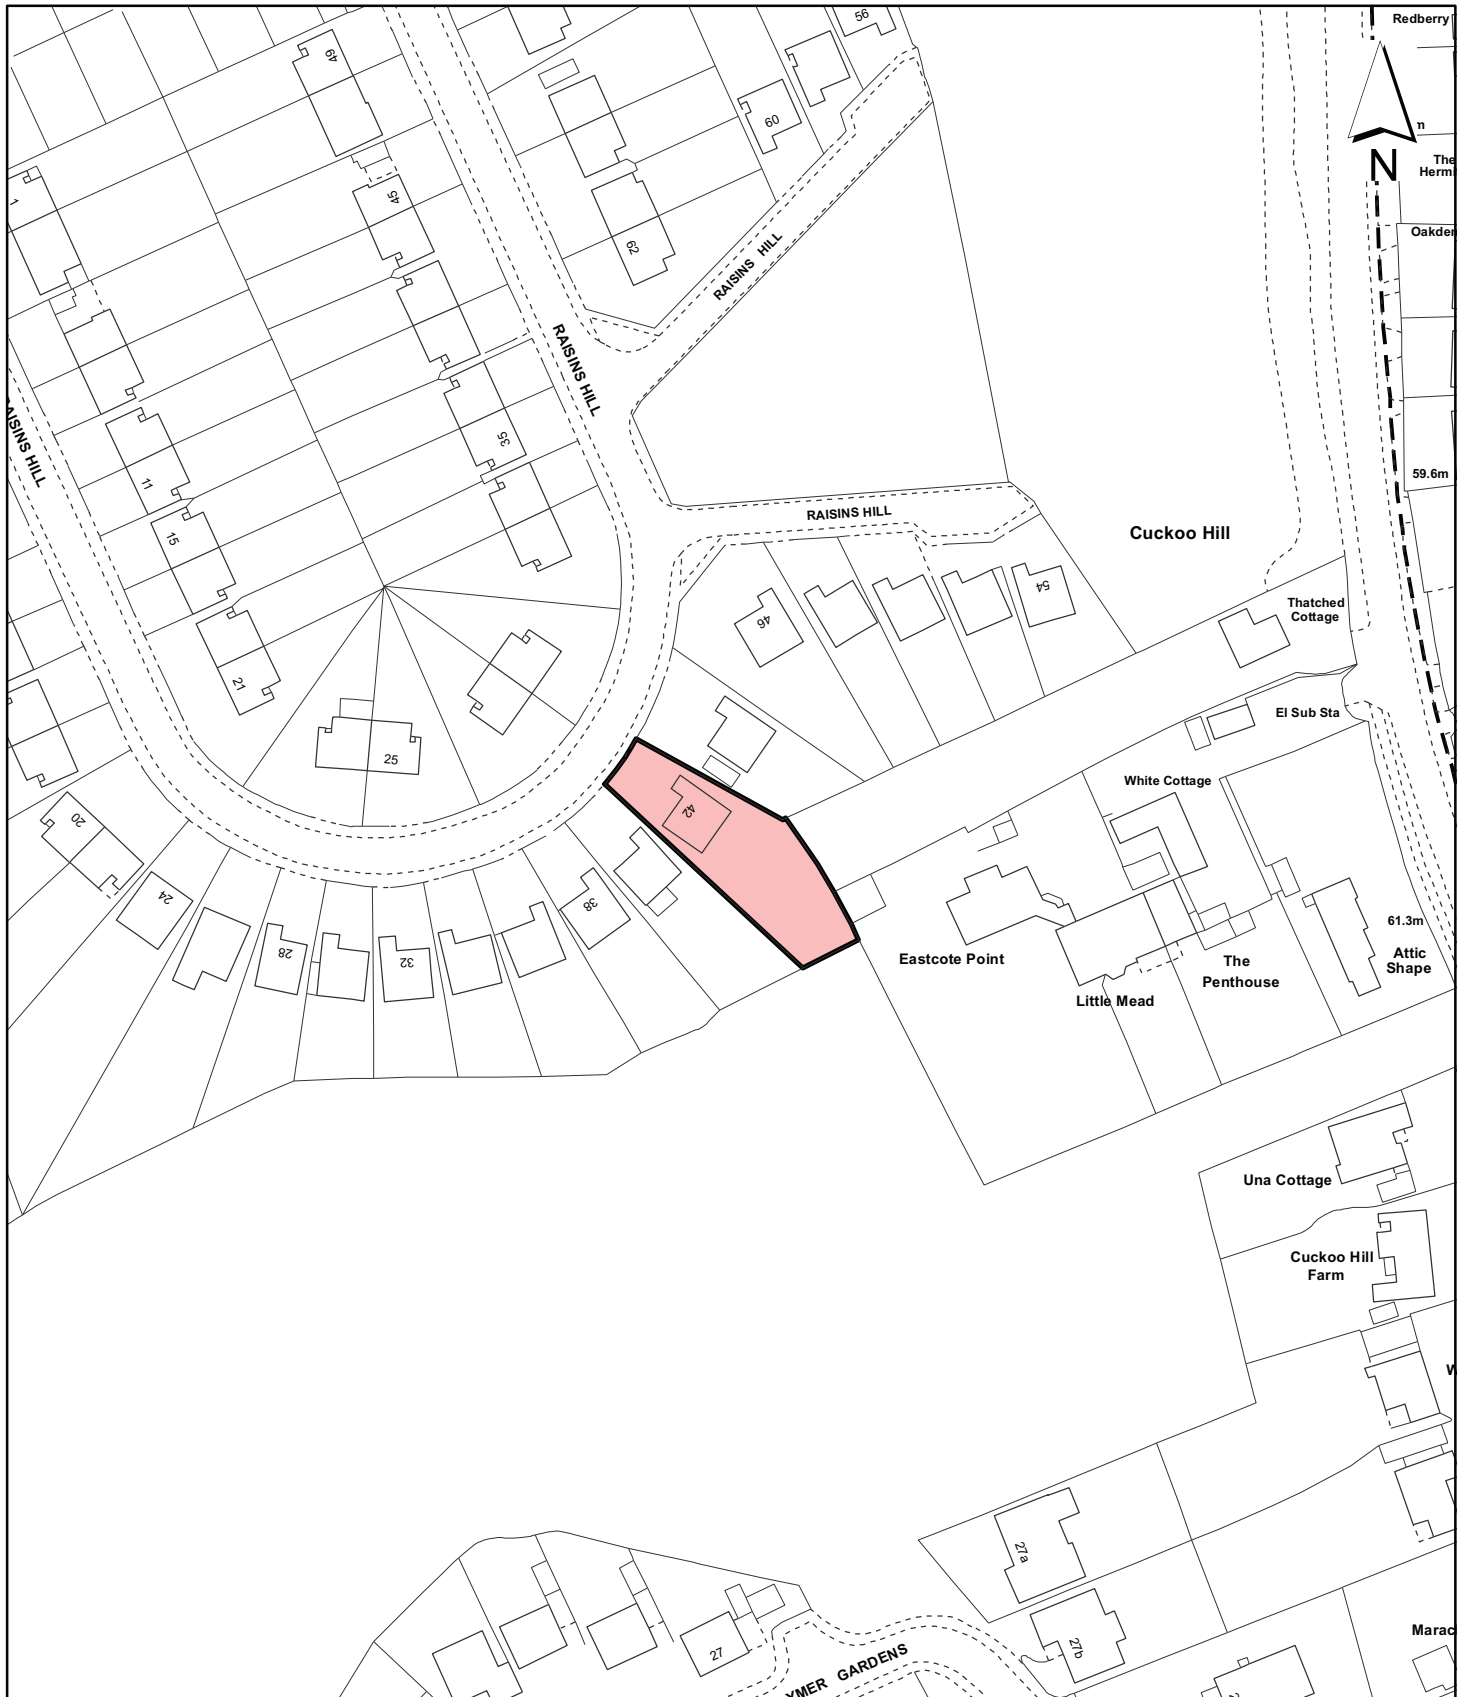 56
Redberry
49
60
N
The
Hermi
1
45
62
RAISINS HILL
Oakden
RAISINS HILL
RAISINS HILL
35
11
59.6m
15
RAISINS HILL
Cuckoo Hill
46
54
Thatched
Cottage
21
El Sub Sta
25
White Cottage
42
20
24
38
28
32
Eastcote Point
Little Mead
The
Penthouse
61.3m
Attic
Shape
Una Cottage
Cuckoo Hill
Farm
27a
27
27b
YMER GARDENS
Marac